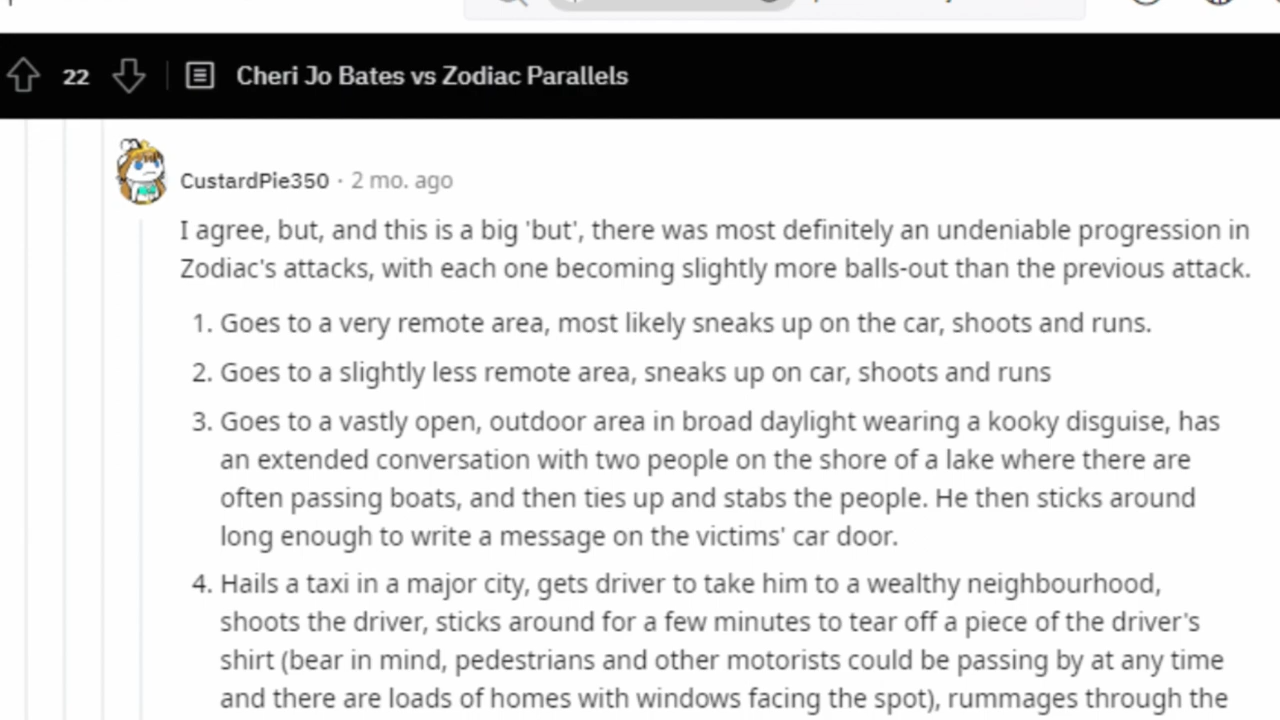 22 Cheri Jo Bates vs Zodiac Parallels
CustardPie350 · 2 mo. ago
I agree, but, and this is a big 'but', there was most definitely an undeniable progression in
Zodiac's attacks, with each one becoming slightly more balls-out than the previous attack.
1. Goes to a very remote area, most likely sneaks up on the car, shoots and runs.
2. Goes to a slightly less remote area, sneaks up on car, shoots and runs
3. Goes to a vastly open, outdoor area in broad daylight wearing a kooky disguise, has
an extended conversation with two people on the shore of a lake where there are
often passing boats, and then ties up and stabs the people. He then sticks around
long enough to write a message on the victims' car door.
4. Hails a taxi in a major city, gets driver to take him to a wealthy neighbourhood,
shoots the driver, sticks around for a few minutes to tear off a piece of the driver's
shirt (bear in mind, pedestrians and other motorists could be passing by at any time
and there are loads of homes with windows facing the spot), rummages through the